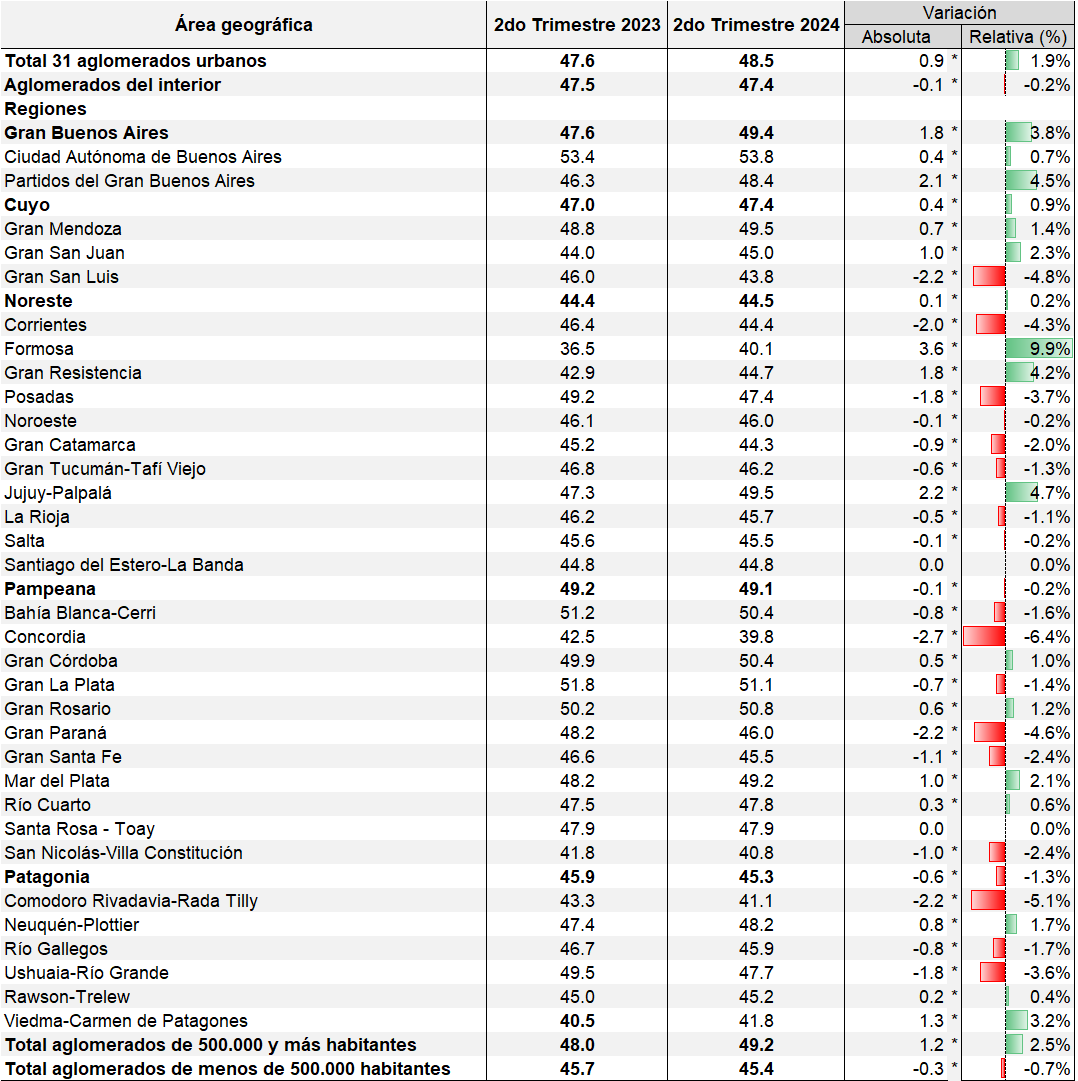 Área geográfica 2do Trimestre 2023 2do Trimestre 2024 Variación
Absoluta Relativa (%)
Total 31 aglomerados urbanos 47.6 48.5 0.9 * 1.9%
Aglomerados del interior 47.5 47.4 -0.1 * -0.2%
Regiones
Gran Buenos Aires 47.6 49.4 1.8 * 3.8%
Ciudad Autónoma de Buenos Aires 53.4 53.8 0.4 * 0.7%
Partidos del Gran Buenos Aires 46.3 48.4 2.1 * 4.5%
Cuyo 47.0 47.4 0.4 * 0.9%
Gran Mendoza 48.8 49.5 0.7 * 1.4%
Gran San Juan 44.0 45.0 1.0 * 2.3%
Gran San Luis 46.0 43.8 -2.2 * -4.8%
Noreste 44.4 44.5 0.1 * 0.2%
Corrientes 46.4 44.4 -2.0 * -4.3%
Formosa 36.5 40.1 3.6 * 9.9%
Gran Resistencia 42.9 44.7 1.8 * 4.2%
Posadas 49.2 47.4 -1.8 * -3.7%
Noroeste 46.1 46.0 -0.1 * -0.2%
Gran Catamarca 45.2 44.3 -0.9 * -2.0%
Gran Tucumán-Tafí Viejo 46.8 46.2 -0.6 * -1.3%
Jujuy-Palpalá 47.3 49.5 2.2 * 4.7%
La Rioja 46.2 45.7 -0.5 * -1.1%
Salta 45.6 45.5 -0.1 * -0.2%
Santiago del Estero-La Banda 44.8 44.8 0.0 0.0%
Pampeana 49.2 49.1 -0.1 * -0.2%
Bahía Blanca-Cerri 51.2 50.4 -0.8 * -1.6%
Concordia 42.5 39.8 -2.7 * -6.4%
Gran Córdoba 49.9 50.4 0.5 * 1.0%
Gran La Plata 51.8 51.1 -0.7 * -1.4%
Gran Rosario 50.2 50.8 0.6 * 1.2%
Gran Paraná 48.2 46.0 -2.2 * -4.6%
Gran Santa Fe 46.6 45.5 -1.1 * -2.4%
Mar del Plata 48.2 49.2 1.0 * 2.1%
Río Cuarto 47.5 47.8 0.3 * 0.6%
Santa Rosa - Toay 47.9 47.9 0.0 0.0%
San Nicolás-Villa Constitución 41.8 40.8 -1.0 * -2.4%
Patagonia 45.9 45.3 -0.6 * -1.3%
Comodoro Rivadavia-Rada Tilly 43.3 41.1 -2.2 * -5.1%
Neuquén-Plottier 47.4 48.2 0.8 * 1.7%
Río Gallegos 46.7 45.9 -0.8 * -1.7%
Ushuaia-Río Grande 49.5 47.7 -1.8 * -3.6%
Rawson-Trelew 45.0 45.2 0.2 * 0.4%
Viedma-Carmen de Patagones 40.5 41.8 1.3 * 3.2%
Total aglomerados de 500.000 y más habitantes 48.0 49.2 1.2 * 2.5%
Total aglomerados de menos de 500.000 habitantes 45.7 45.4 -0.3 * -0.7%